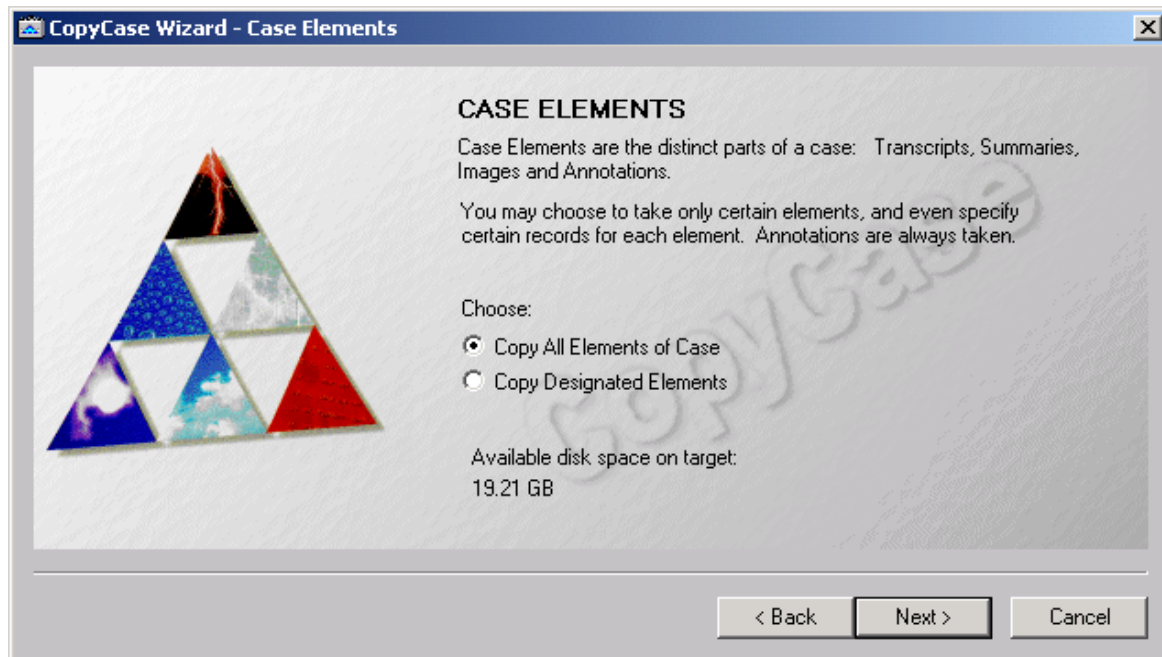 CopyCase Wizard - Case Elements
CASE ELEMENTS
Case Elements are the distinct parts of a case:   Transcripts, Summaries,
Images and Annotations.
You may choose to take only certain elements, and even specify
certain records for each element.  Annotations are always taken.
Choose:
Copy All Elements of Case
Copy Designated Elements
Available disk space on target:
19.21 GB
CopyCase
< Back
Next >
Cancel